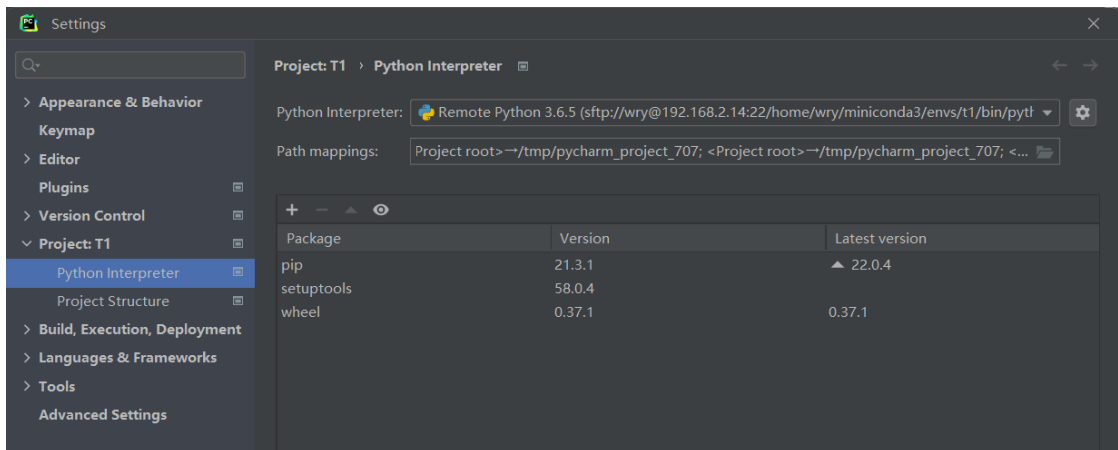 Settings
Project: T1 › Python Interpreter
Appearance & Behavior
Keymap
Editor
Plugins
Version Control
Project: T1
Python Interpreter
Project Structure
Build, Execution, Deployment
Languages & Frameworks
Tools
Advanced Settings
Python Interpreter: Remote Python 3.6.5 (sftp://wry@192.168.2.14:22/home/wry/miniconda3/envs/t1/bin/pyth
Path mappings: Project root>→/tmp/pycharm_project_707; <Project root>→/tmp/pycharm_project_707; <...
Package Version Latest version
pip 21.3.1 22.0.4
setuptools 58.0.4
wheel 0.37.1 0.37.1